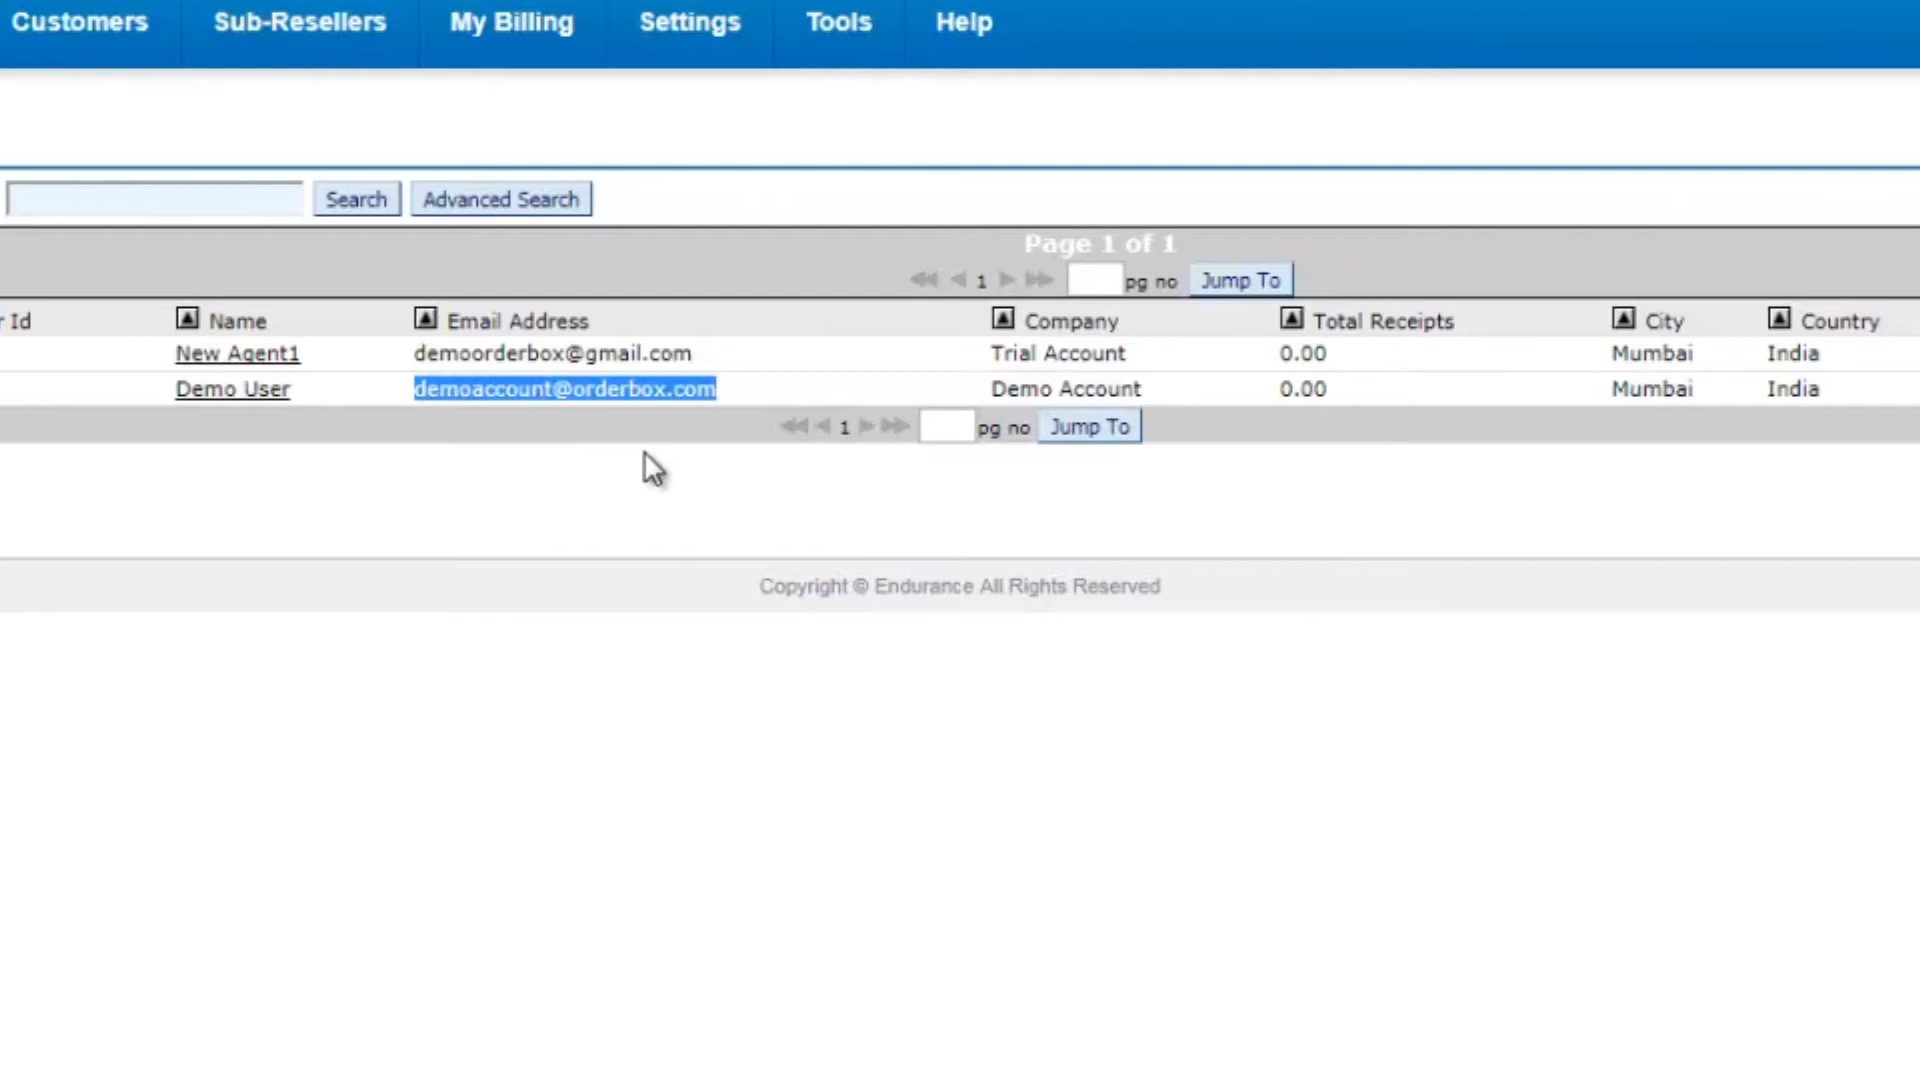 Customers Sub-Resellers My Billing Settings Tools Help
Search Advanced Search
Page 1 of 1
1 pg no Jump To
r Id Name Email Address Company Total Receipts City Country
New Agent1 demoorderbox@gmail.com Trial Account 0.00 Mumbai India
Demo User demoaccount@orderbox.com Demo Account 0.00 Mumbai India
1 pg no Jump To
Copyright © Endurance All Rights Reserved